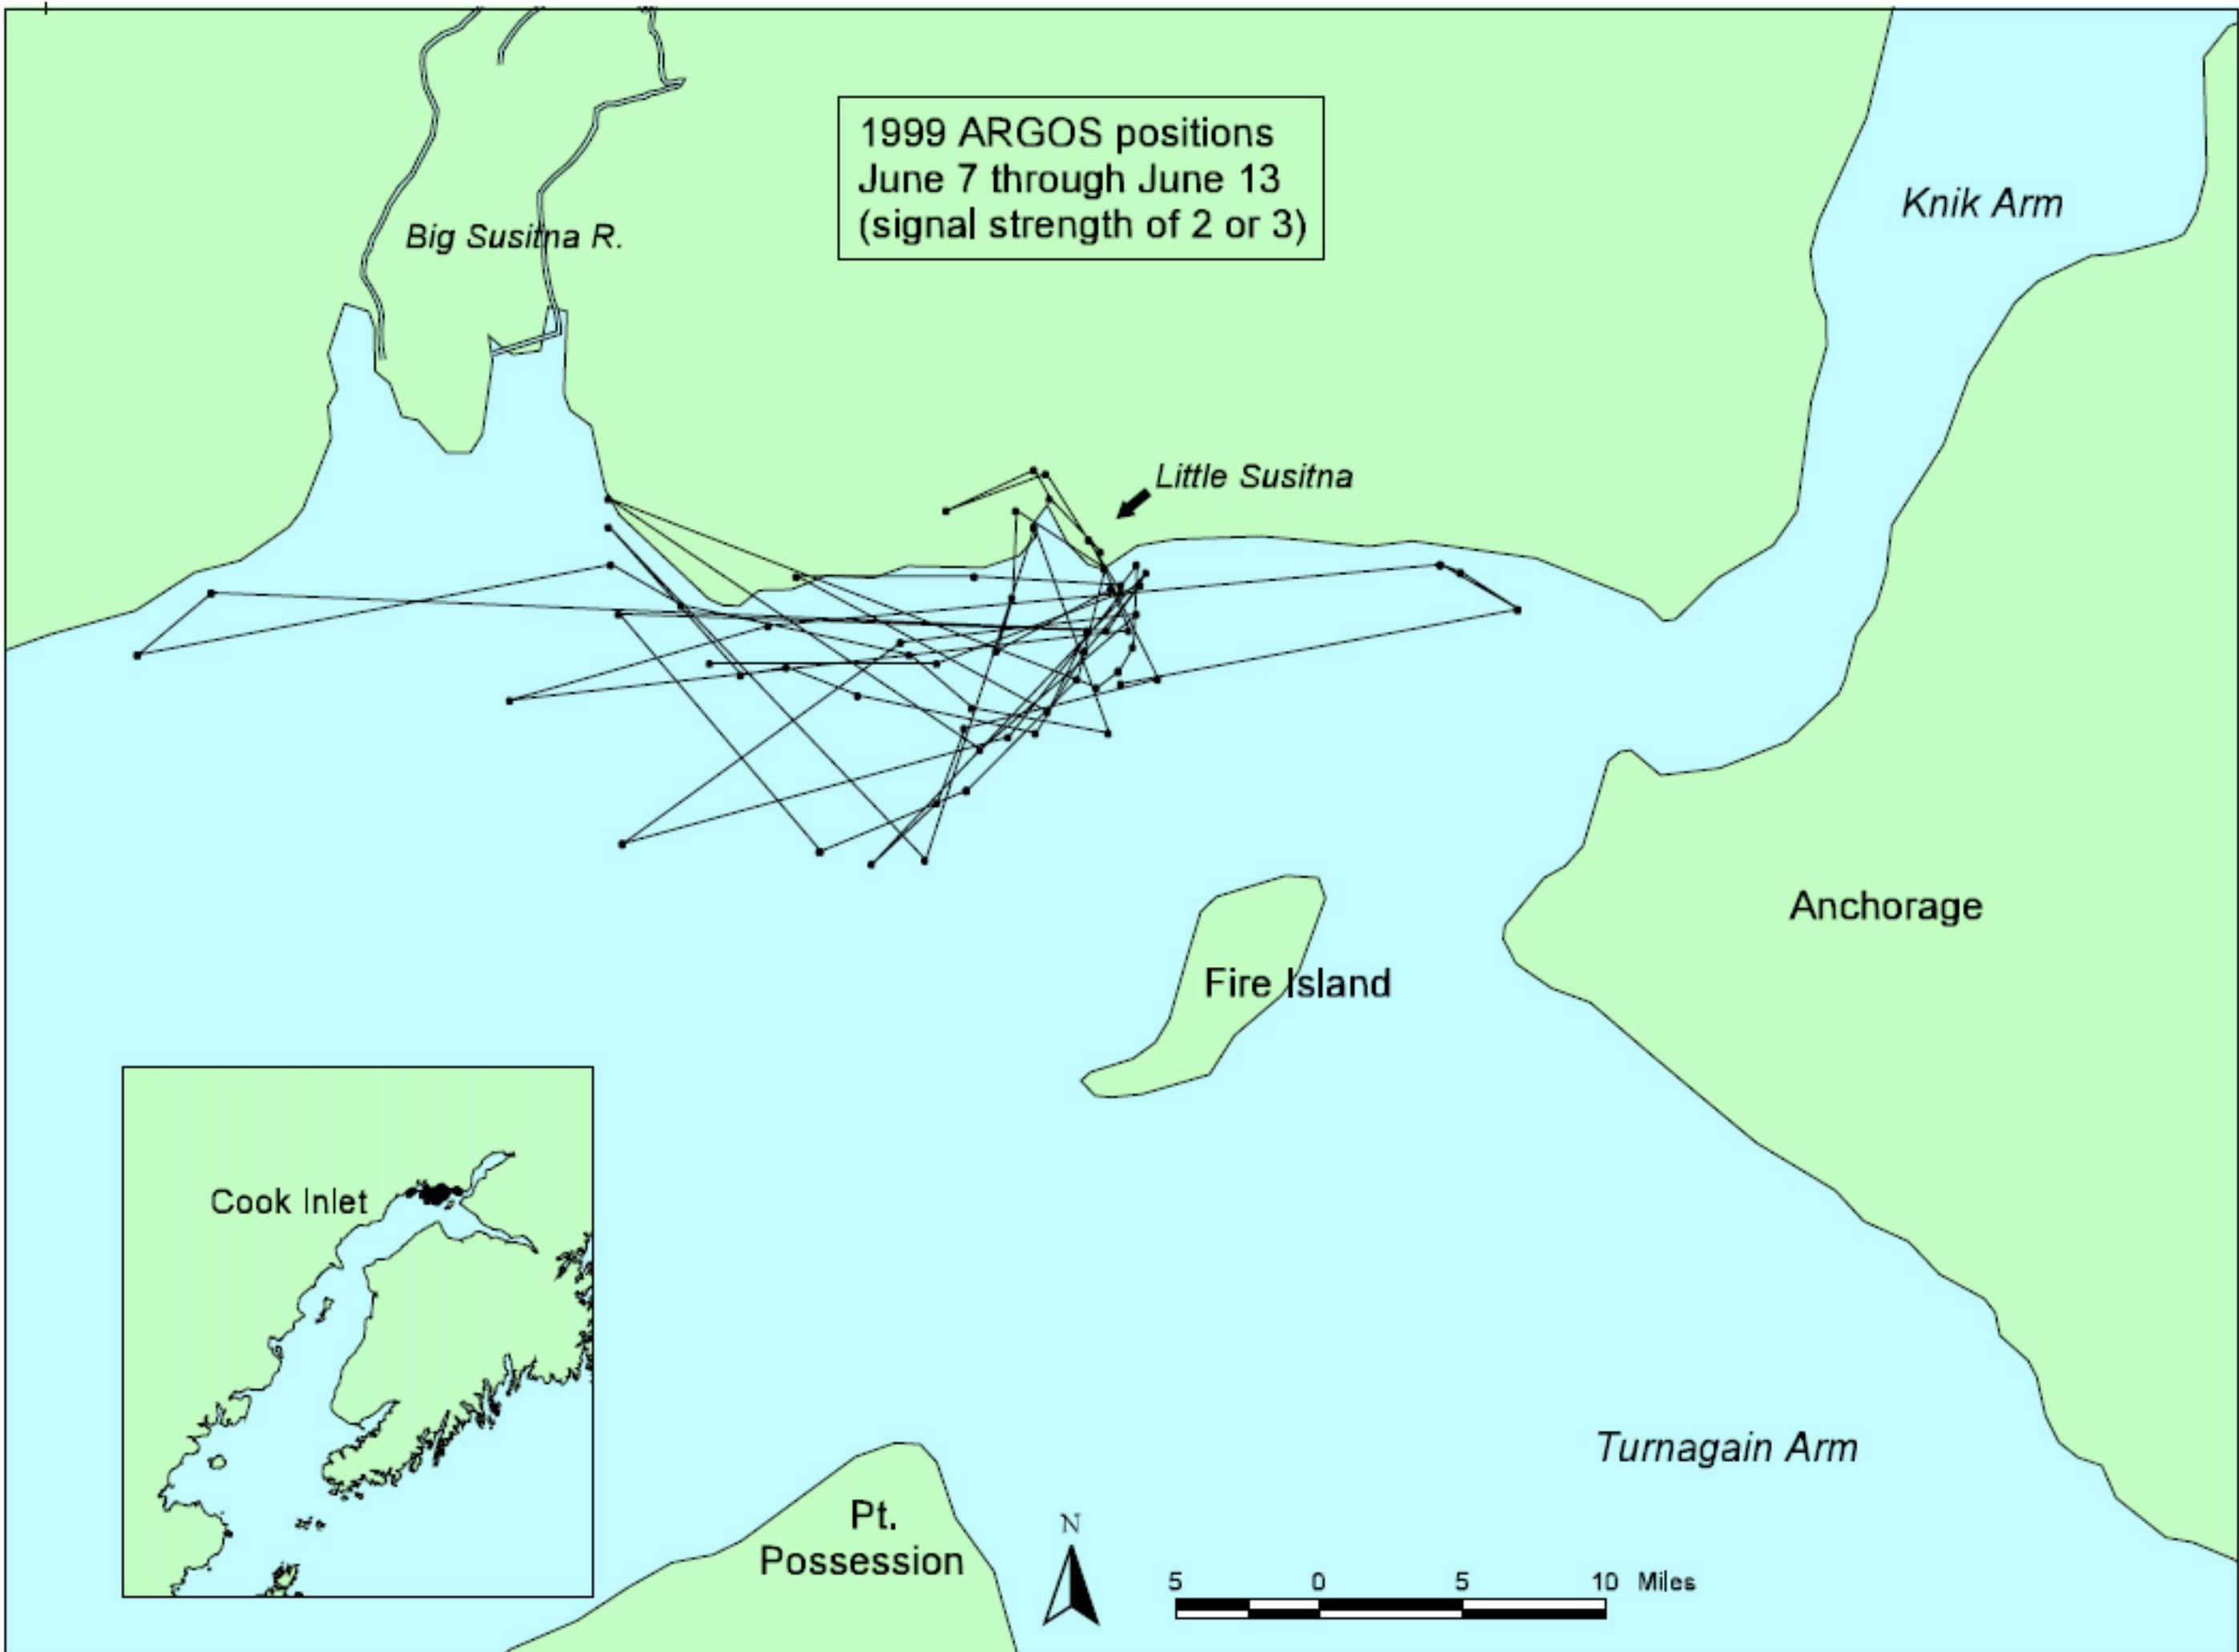 1999 ARGOS positions
June 7 through June 13
(signal strength of 2 or 3)
Knik Arm
Big Susitna R.
Little Susitna
Anchorage
Fire Island
Cook Inlet
Turnagain Arm
Pt.
Possession
N
5 0 5 10 Miles